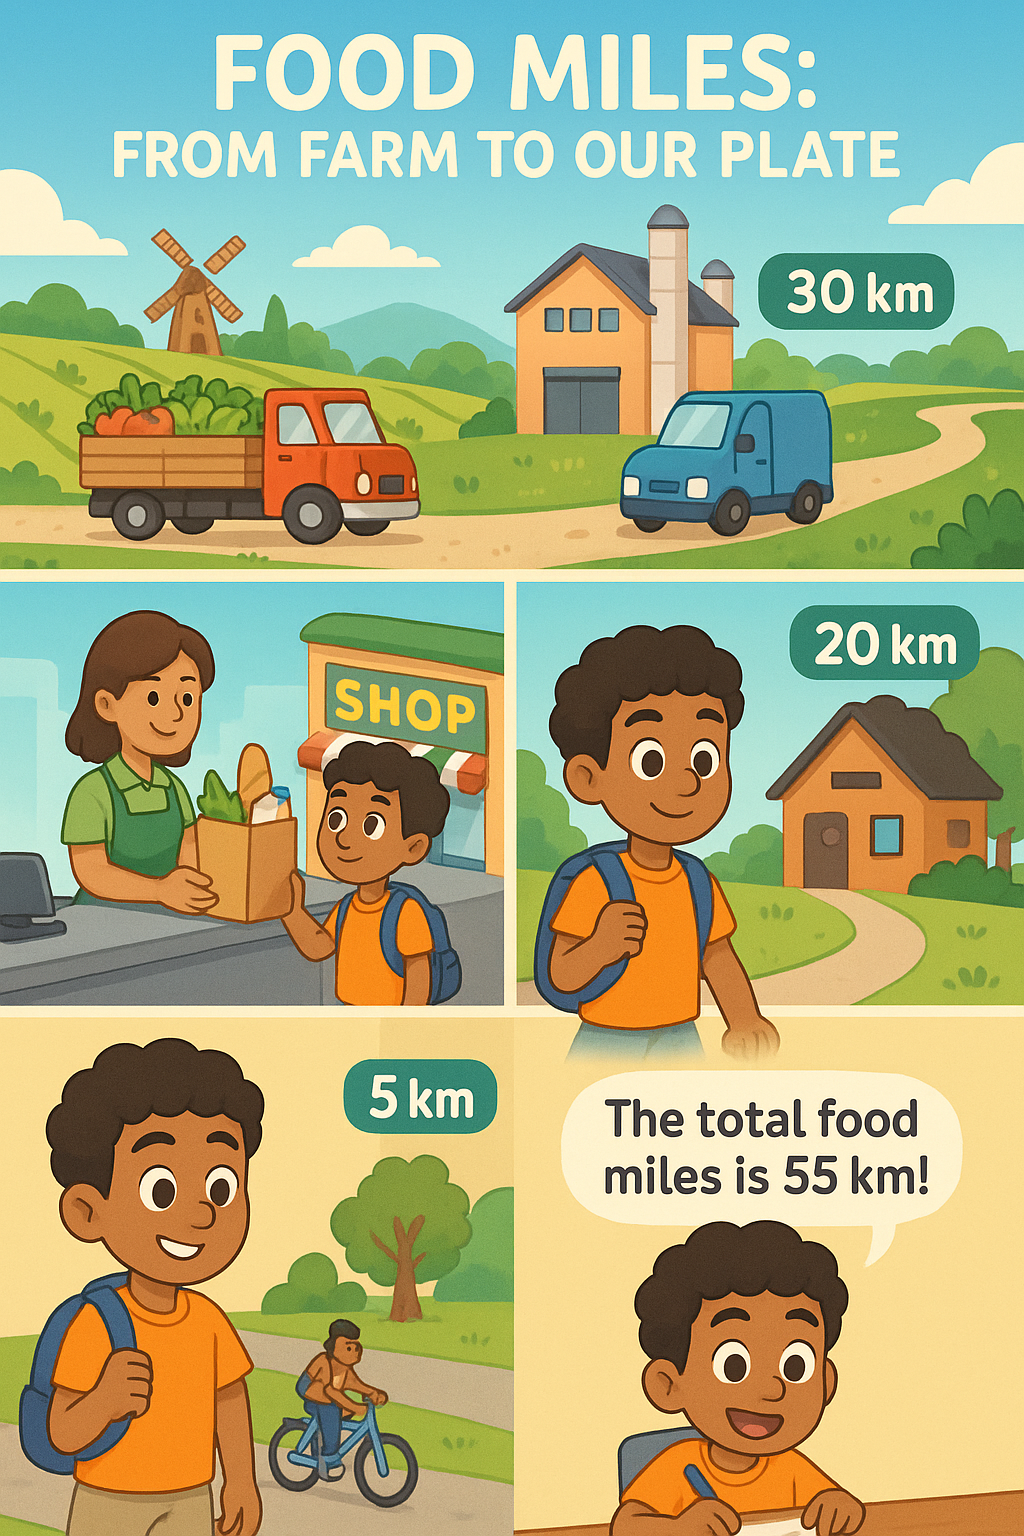 FOOD MILES:
FROM FARM TO OUR PLATE
30 km
SHOP
20 km
5 km
The total food
miles is 55 km!